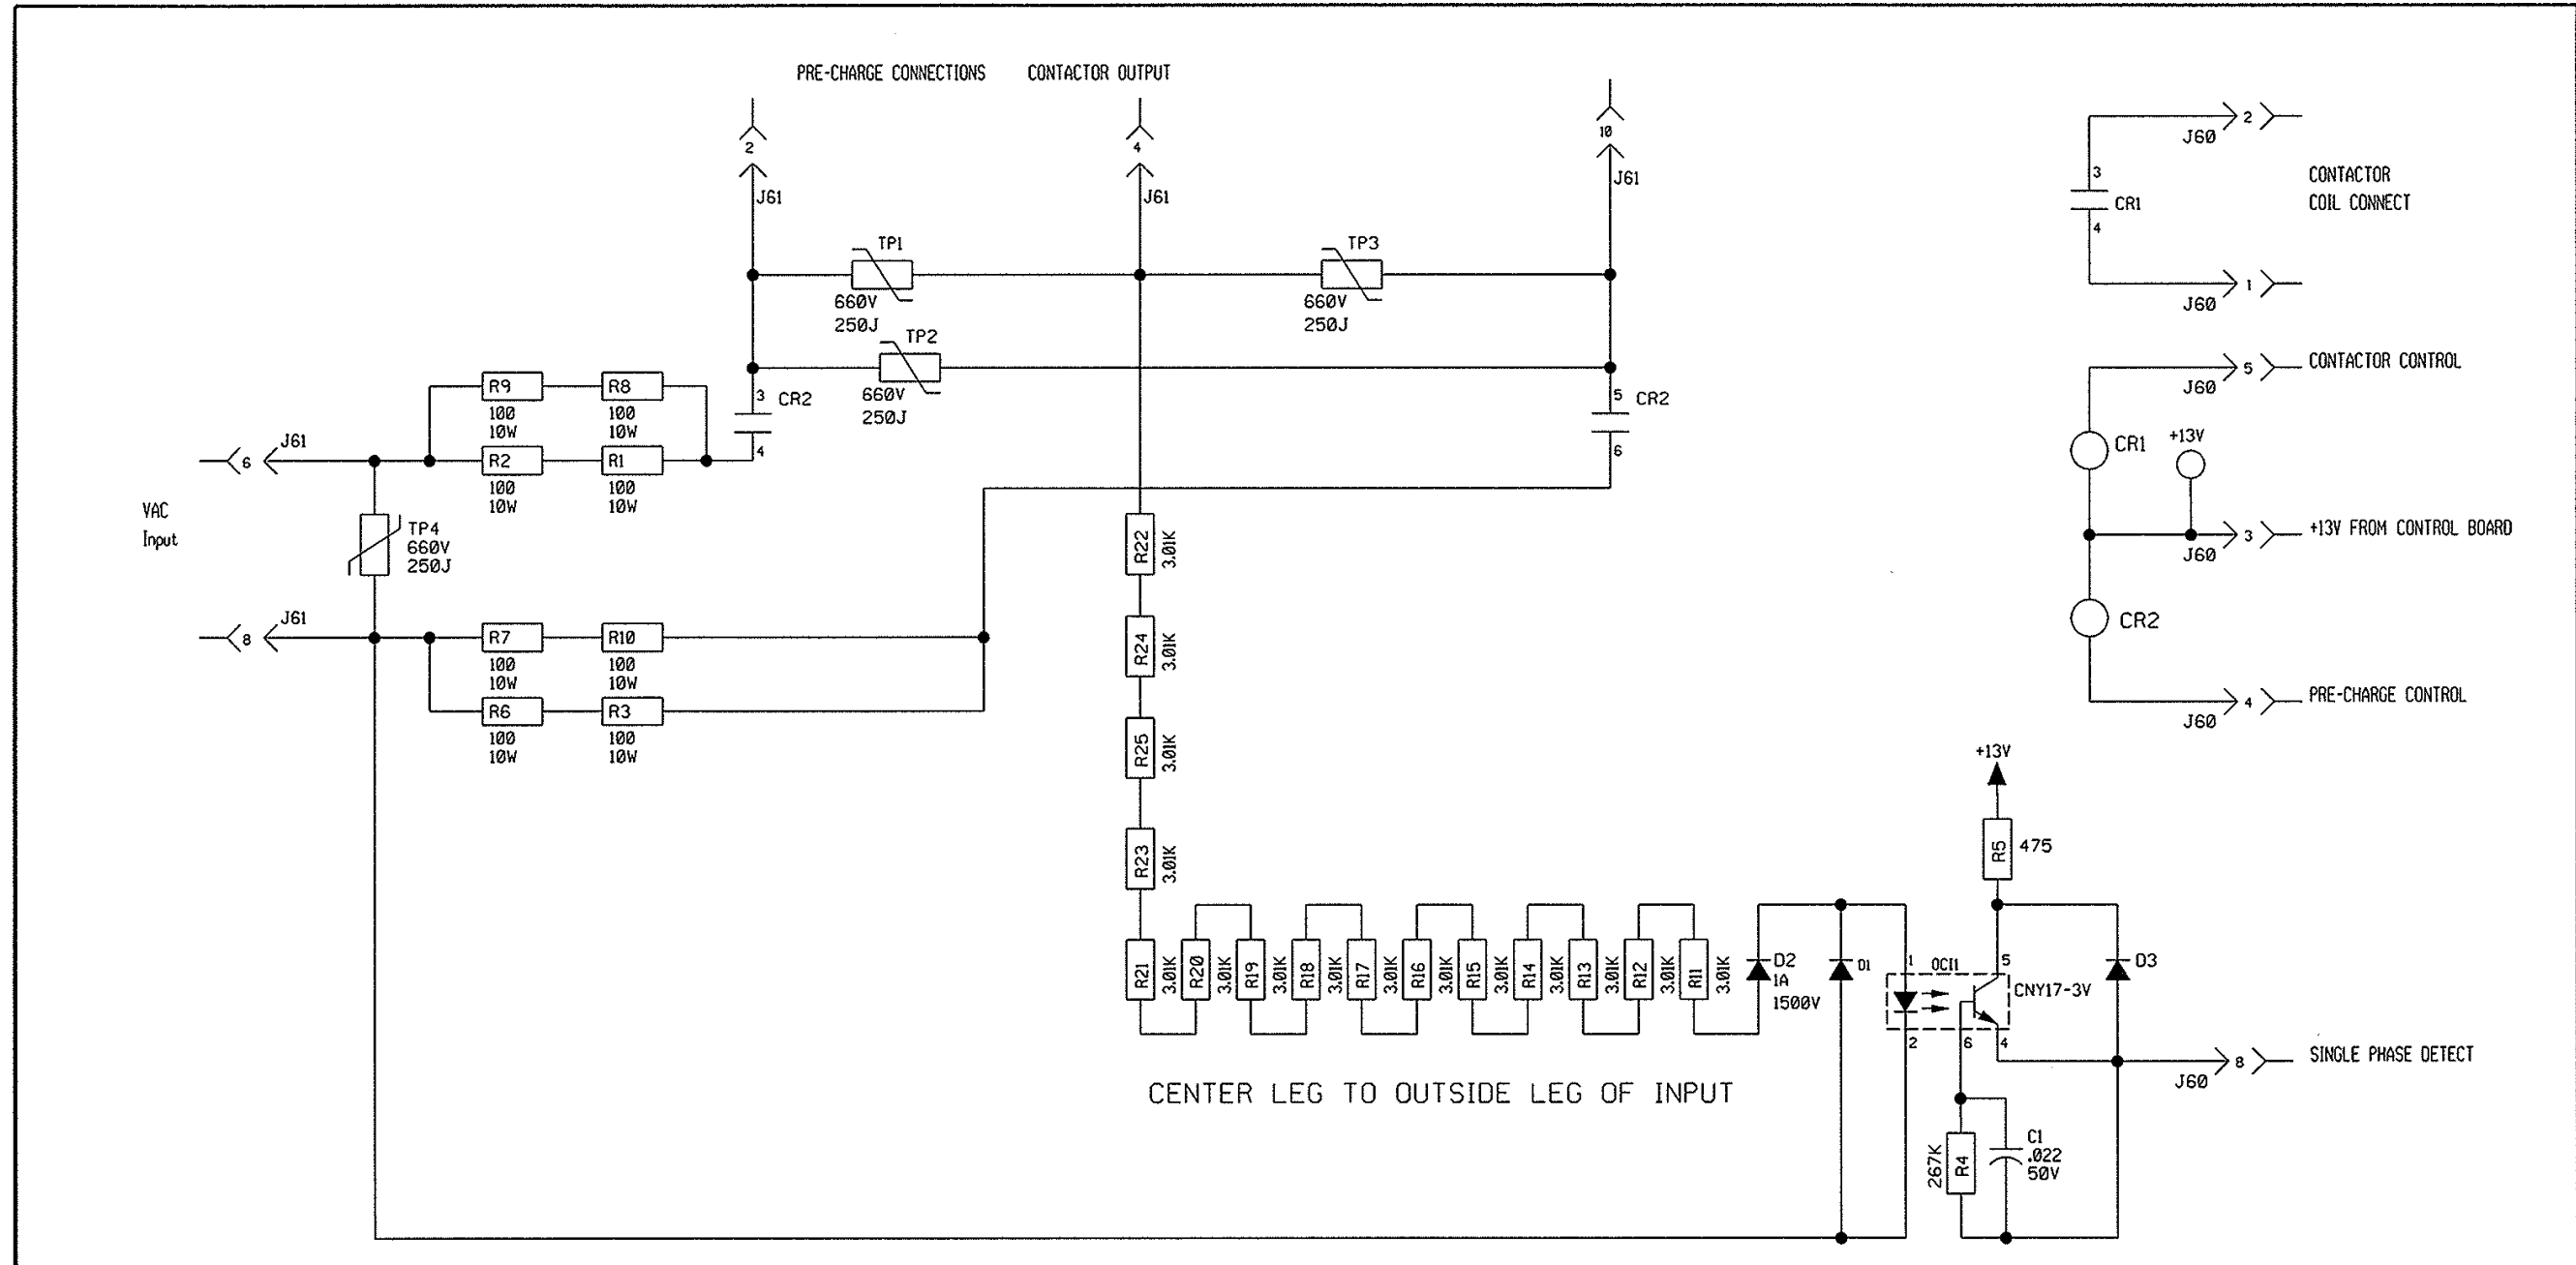 PRE-CHARGE CONNECTIONS
CONTACTOR OUTPUT
2
J61
4
J61
10
J61
TP1
660V
250J
TP3
660V
250J
TP2
660V
250J
3
CR2
4
5
CR2
6
R9
100
10W
R8
100
10W
6
J61
R2
100
10W
R1
100
10W
VAC
Input
TP4
660V
250J
8
J61
R7
100
10W
R10
100
10W
R6
100
10W
R3
100
10W
R22
3.01K
R24
3.01K
R25
3.01K
R23
3.01K
R21
3.01K
R20
3.01K
R19
3.01K
R18
3.01K
R17
3.01K
R16
3.01K
R15
3.01K
R14
3.01K
R13
3.01K
R12
3.01K
R11
3.01K
D2
1A
1500V
D1
CENTER LEG TO OUTSIDE LEG OF INPUT
2
J60
3
CR1
4
CONTACTOR
COIL CONNECT
1
J60
5
J60
CONTACTOR CONTROL
CR1
+13V
3
J60
+13V FROM CONTROL BOARD
CR2
4
J60
PRE-CHARGE CONTROL
+13V
R5
475
1
OCI1
5
CNY17-3V
2
6
4
D3
8
J60
SINGLE PHASE DETECT
267K
R4
C1
.022
50V